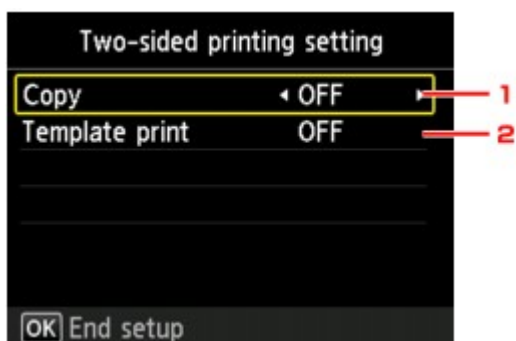 Two-sided printing setting
Copy OFF 1
Template print OFF 2
OK End setup